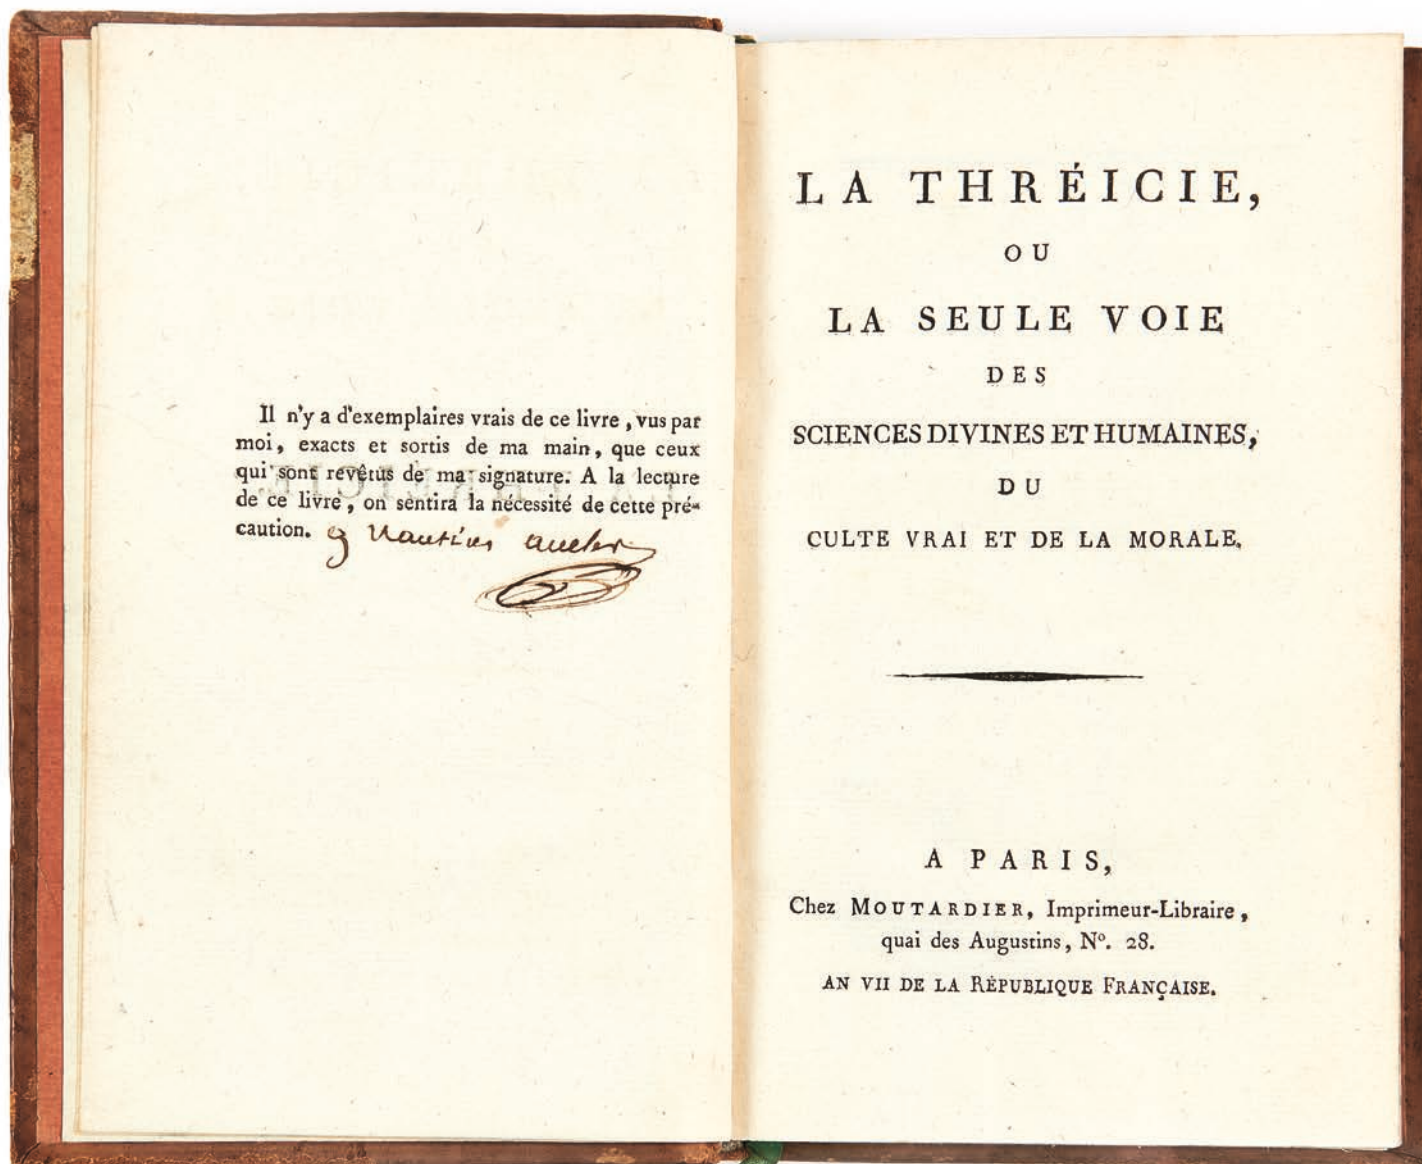 Il n'y a d'exemplaires vrais de ce livre, vus par
moi, exacts et sortis de ma main, que ceux
qui sont revêtus de ma signature. A la lecture
de ce livre, on sentira la nécessité de cette pré-
caution.
LA THRÉICIE,
OU
LA SEULE VOIE
DES
SCIENCES DIVINES ET HUMAINES,
DU
CULTE VRAI ET DE LA MORALE.
A PARIS,
Chez MOUTARDIER, Imprimeur-Libraire,
quai des Augustins, Nº. 28.
AN VII DE LA RÉPUBLIQUE FRANÇAISE.